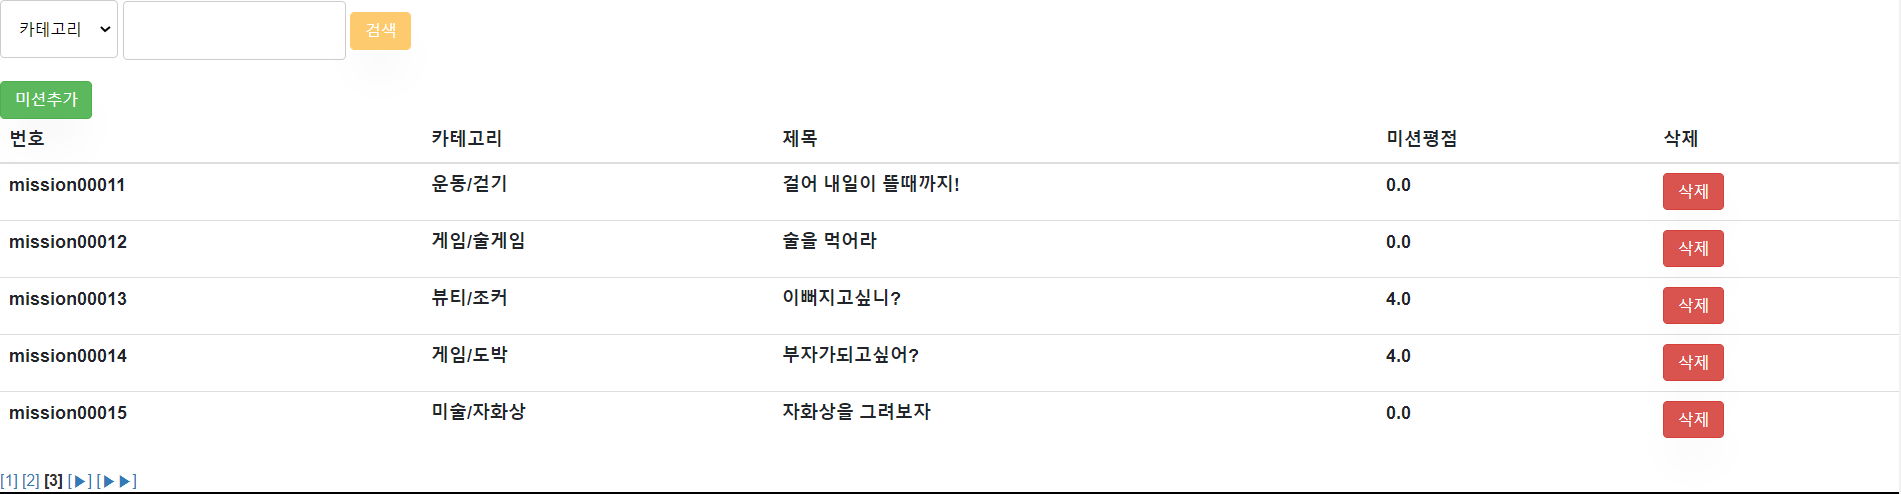 카테고리 검색
미션추가
번호 카테고리 제목 미션평점 삭제
mission00011 운동/걷기 걸어 내일이 뜰때까지! 0.0 삭제
mission00012 게임/술게임 술을 먹어라 0.0 삭제
mission00013 뷰티/조커 이뻐지고싶니? 4.0 삭제
mission00014 게임/도박 부자가되고싶어? 4.0 삭제
mission00015 미술/자화상 자화상을 그려보자 0.0 삭제
[1] [2] [3] [▶] [▶▶]